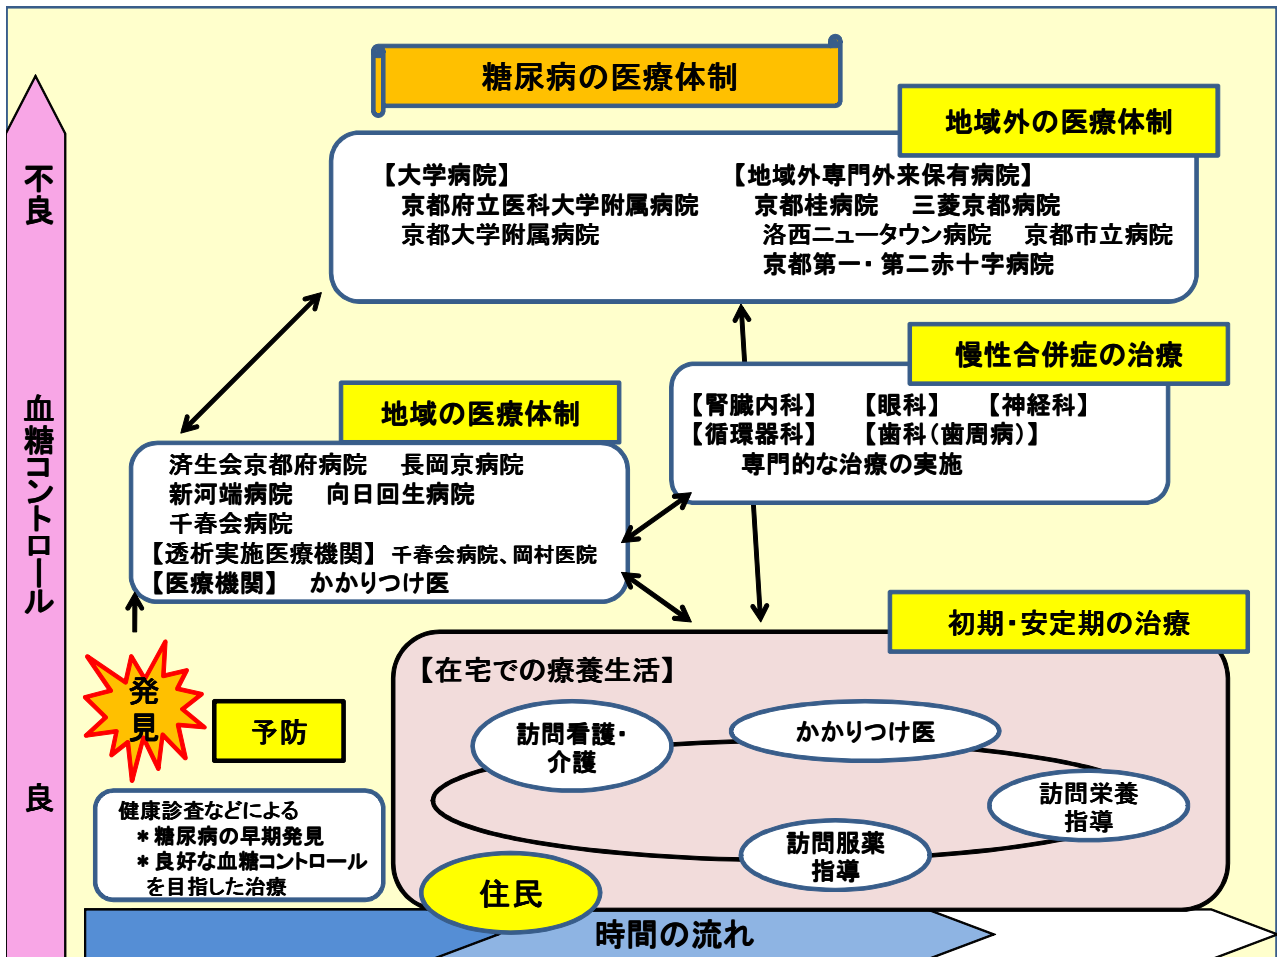 糖尿病の医療体制
地域外の医療体制
【大学病院】
京都府立医科大学附属病院
京都大学附属病院
【地域外専門外来保有病院】
京都桂病院 三菱京都病院
洛西ニュータウン病院 京都市立病院
京都第一・第二赤十字病院
不良
血糖コントロール
良
慢性合併症の治療
【腎臓内科】 【眼科】 【神経科】
【循環器科】 【歯科(歯周病)】
専門的な治療の実施
地域の医療体制
済生会京都府病院 長岡京病院
新河端病院 向日回生病院
千春会病院
【透析実施医療機関】 千春会病院、岡村医院
【医療機関】 かかりつけ医
初期・安定期の治療
【在宅での療養生活】
訪問看護・
介護
かかりつけ医
訪問栄養
指導
訪問服薬
指導
発
見
予防
健康診査などによる
＊糖尿病の早期発見
＊良好な血糖コントロール
を目指した治療
住民
時間の流れ